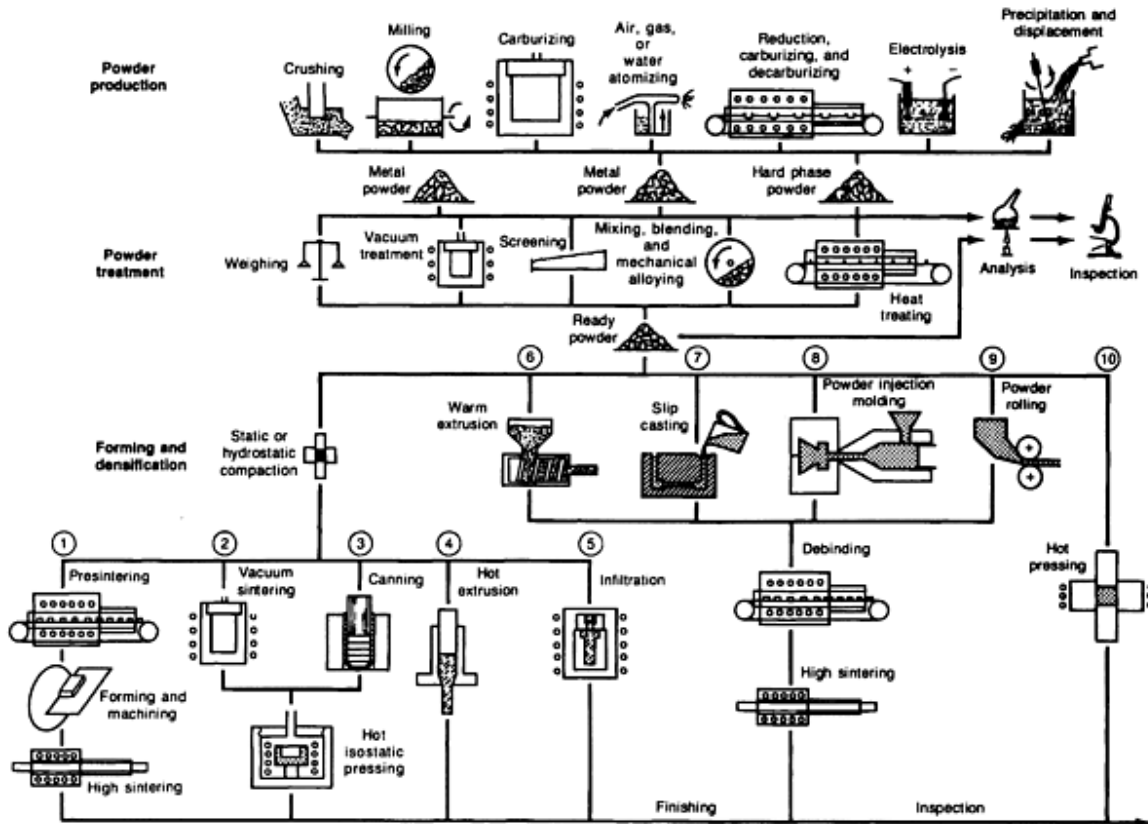 Precipitation and
displacement
Air, gas,
or
water
atomizing
Reduction,
carburizing, and
decarburizing
Milling
Carburizing
Electrolysis
Crushing
+
−
Powder
production
Metal
powder
Metal
powder
Hard phase
powder
Powder
treatment
Weighing
Vacuum
treatment
Screening
Mixing, blending,
and
mechanical
alloying
Heat
treating
Analysis
Inspection
Ready
powder
6
7
8
9
10
Forming and
densification
Static or
hydrostatic
compaction
Warm
extrusion
Slip
casting
Powder injection
molding
Powder
rolling
+
+
1
2
3
4
5
Presintering
Vacuum
sintering
Canning
Hot
extrusion
Infiltration
Debinding
Hot
pressing
Forming and
machining
High sintering
Hot
isostatic
pressing
High sintering
Finishing
Inspection